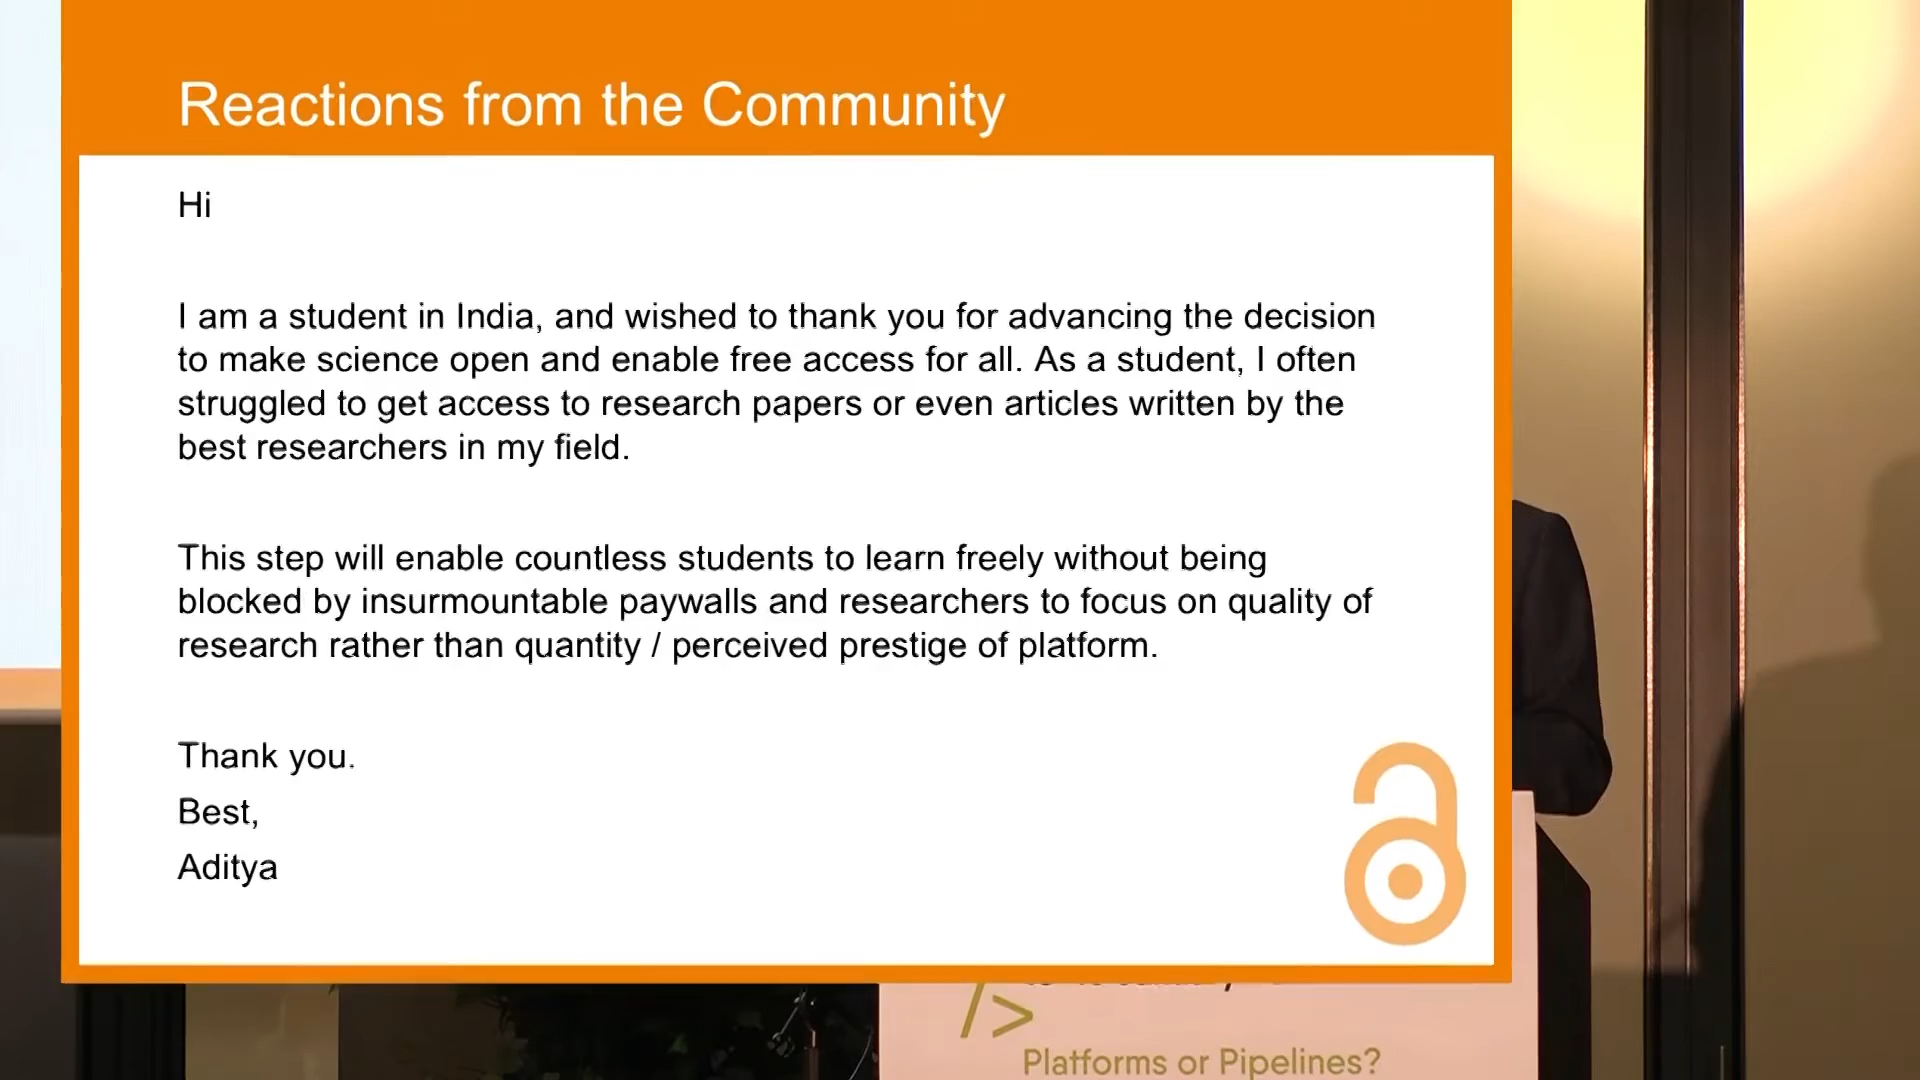 Reactions from the Community
Hi
I am a student in India, and wished to thank you for advancing the decision
to make science open and enable free access for all. As a student, I often
struggled to get access to research papers or even articles written by the
best researchers in my field.
This step will enable countless students to learn freely without being
blocked by insurmountable paywalls and researchers to focus on quality of
research rather than quantity / perceived prestige of platform.
Thank you.
Best,
Aditya
/>
Platforms or Pipelines?